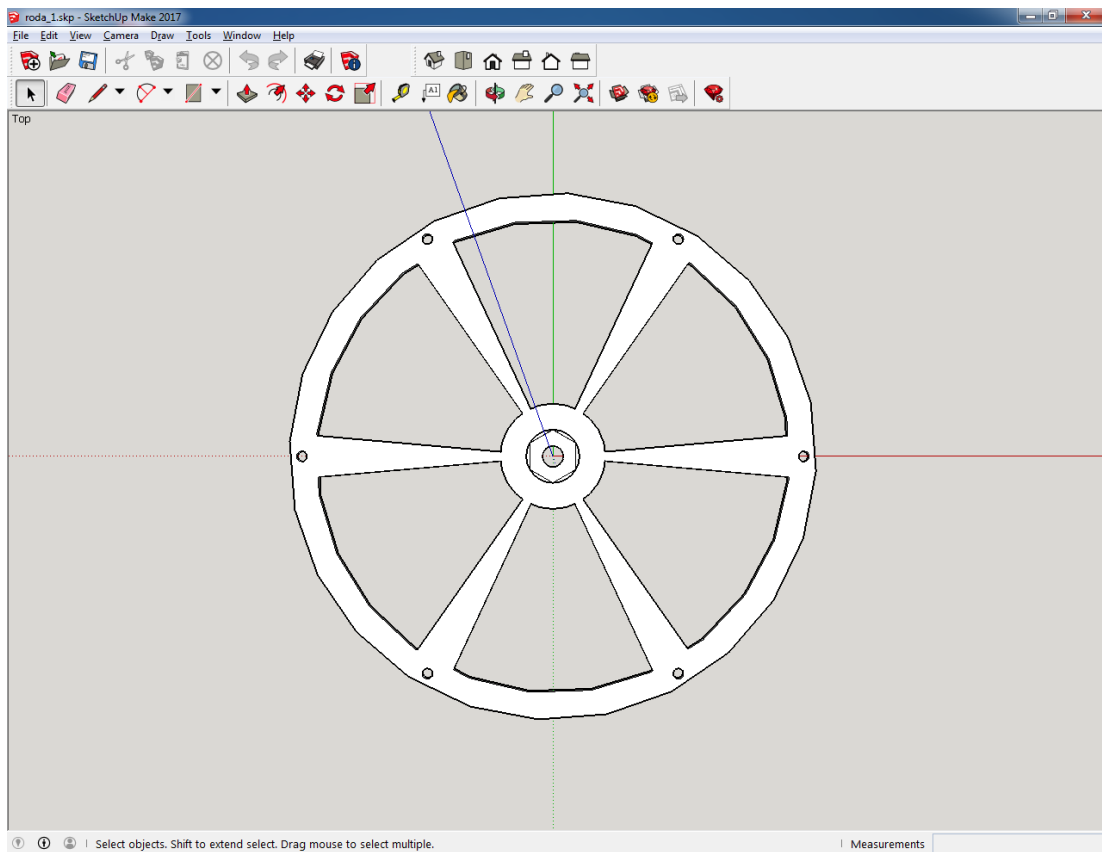 roda_1.skp - SketchUp Make 2017
File Edit View Camera Draw Tools Window Help
A1
Top
Select objects. Shift to extend select. Drag mouse to select multiple.
Measurements